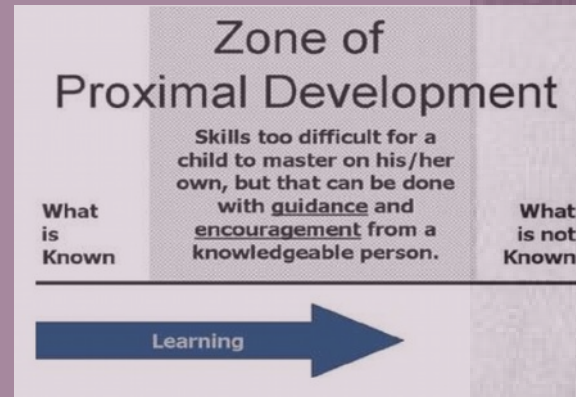 Zone of
Proximal Development
Skills too difficult for a
child to master on his/her
own, but that can be done
with guidance and
encouragement from a
knowledgeable person.
What
is
Known
What
is not
Known
Learning